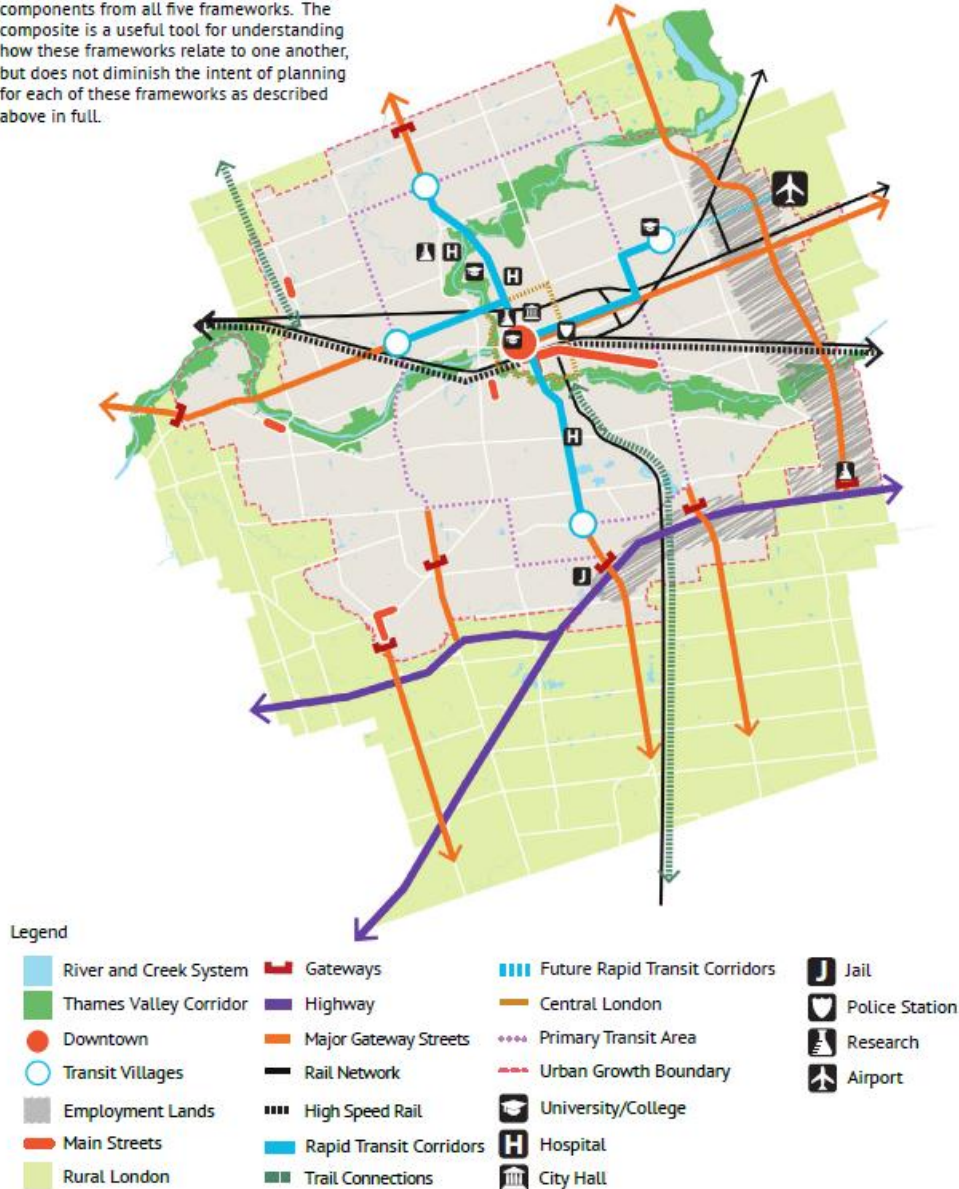 components from all five frameworks. The
composite is a useful tool for understanding
how these frameworks relate to one another,
but does not diminish the intent of planning
for each of these frameworks as described
above in full.
H
H
H
J
Legend
River and Creek System
Thames Valley Corridor
Downtown
Transit Villages
Employment Lands
Main Streets
Rural London
Gateways
Highway
Major Gateway Streets
Rail Network
High Speed Rail
Rapid Transit Corridors
Trail Connections
Future Rapid Transit Corridors
Central London
Primary Transit Area
Urban Growth Boundary
University/College
H Hospital
City Hall
J Jail
Police Station
Research
Airport